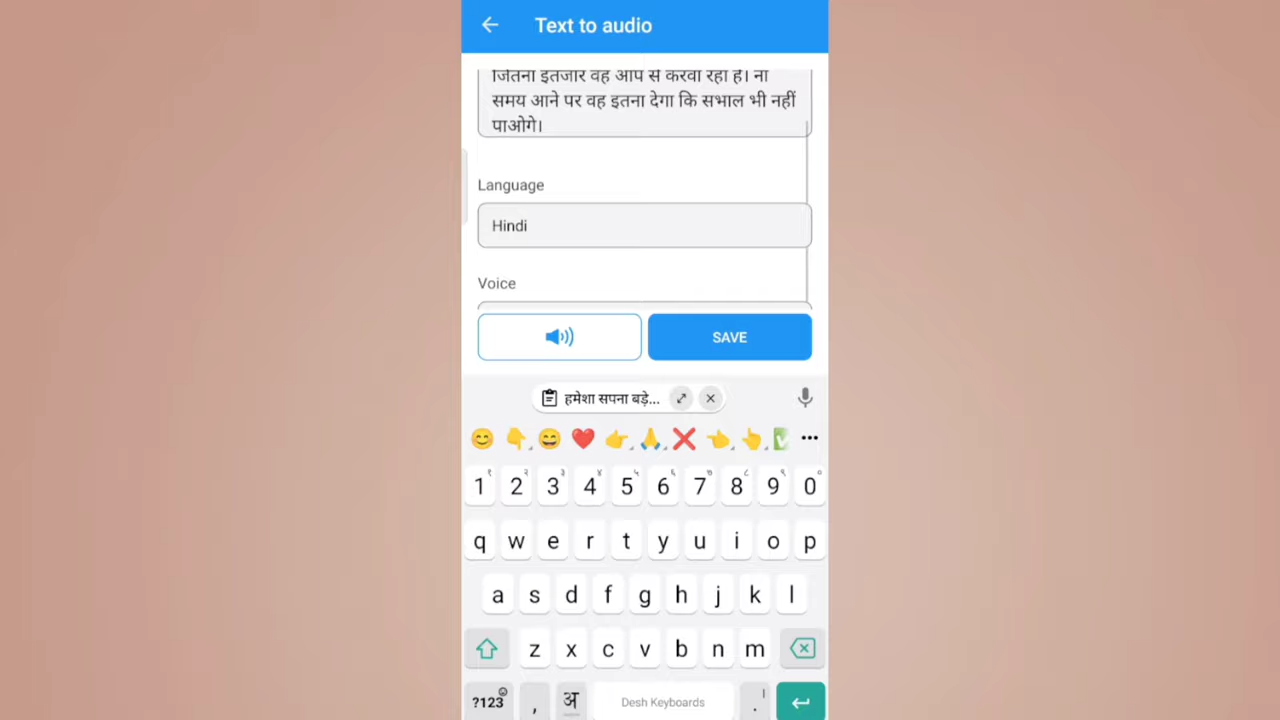 Text to audio
जितना इंतजार वह आप से करवा रहा है। ना
समय आने पर वह इतना देगा कि सभाल भी नहीं
पाओगे।
Language
Hindi
Voice
SAVE
हमेशा सपना बड़े...
1 2 3 4 5 6 7 8 9 0
q w e r t y u i o p
a s d f g h j k l
z x c v b n m
?123 , अ Desh Keyboards .